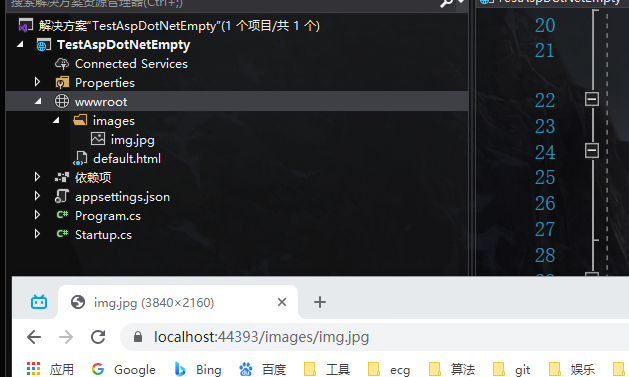 搜索解决方案资源管理器(Ctrl+;)
TestAspDotNetEmpty
解决方案"TestAspDotNetEmpty"(1 个项目/共 1 个)
TestAspDotNetEmpty
Connected Services
Properties
wwwroot
images
img.jpg
default.html
依赖项
appsettings.json
C# Program.cs
C# Startup.cs
20
21
22
23
24
25
26
27
28
img.jpg (3840×2160)
localhost:44393/images/img.jpg
应用 Google Bing 百度 工具 ecg 算法 git 娱乐